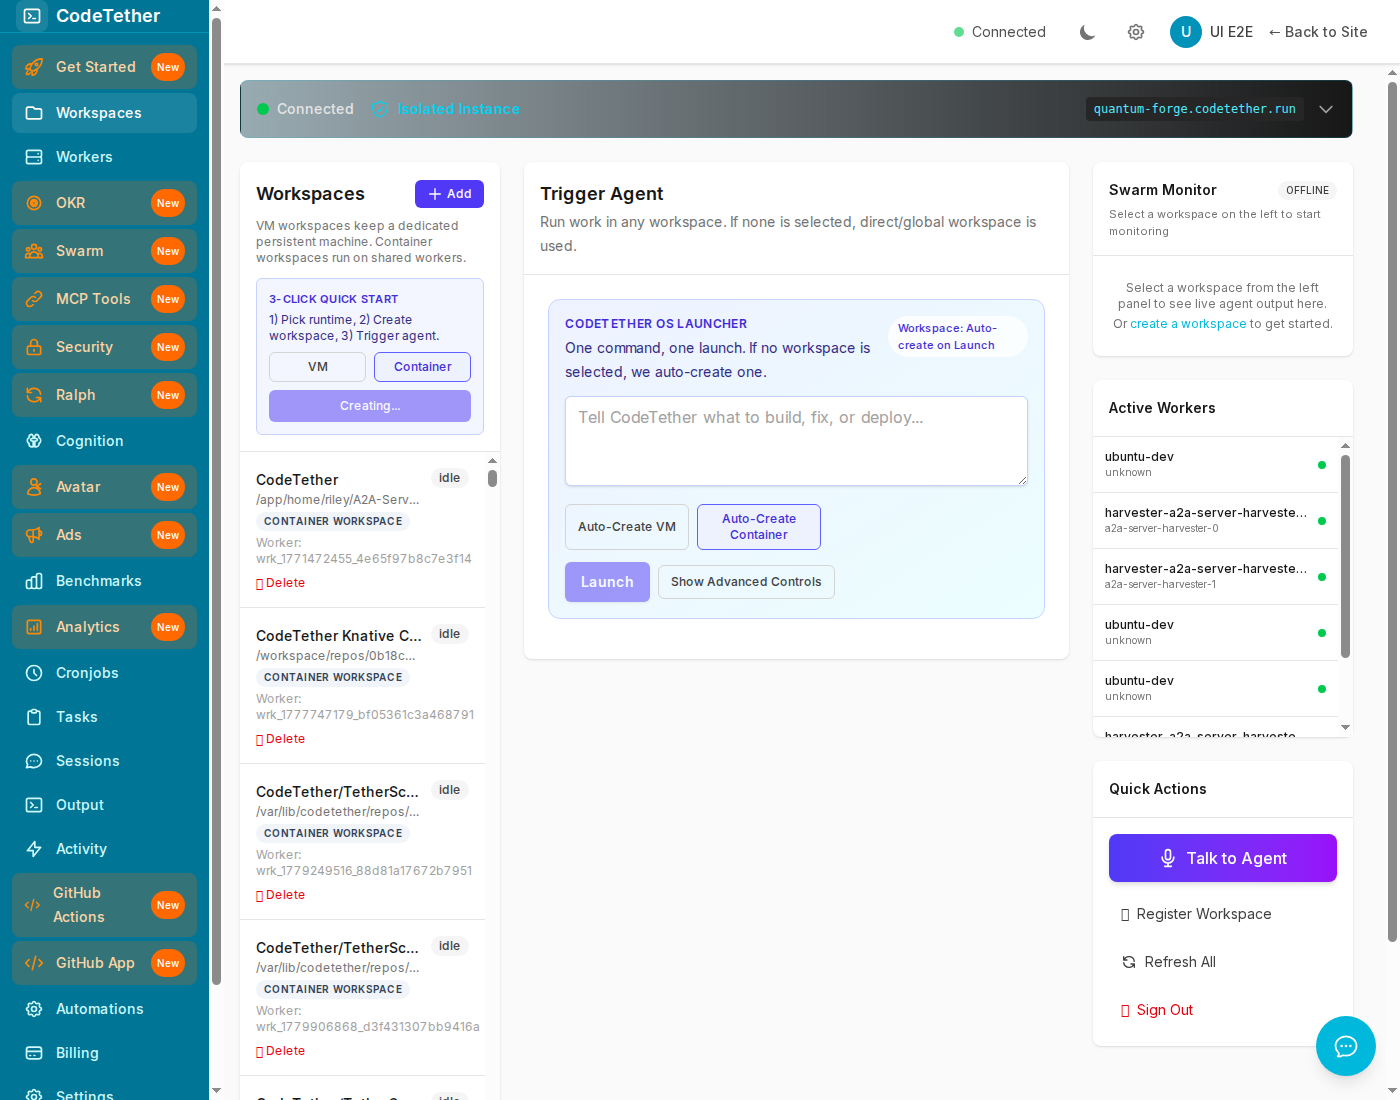 CodeTether
Get Started New
Workspaces
Workers
OKR New
Swarm New
MCP Tools New
Security New
Ralph New
Cognition
Avatar New
Ads New
Benchmarks
Analytics New
Cronjobs
Tasks
Sessions
Output
Activity
GitHub
Actions
New
GitHub App New
Automations
Billing
Settings
Connected
U
UI E2E
← Back to Site
Connected
Isolated Instance
quantum-forge.codetether.run
Workspaces
Add
VM workspaces keep a dedicated
persistent machine. Container
workspaces run on shared workers.
3-CLICK QUICK START
1) Pick runtime, 2) Create
workspace, 3) Trigger agent.
VM
Container
Creating...
CodeTether idle
/app/home/riley/A2A-Serv...
CONTAINER WORKSPACE
Worker:
wrk_1771472455_4e65f97b8c7e3f14
Delete
CodeTether Knative C... idle
/workspace/repos/0b18c...
CONTAINER WORKSPACE
Worker:
wrk_1777747179_bf05361c3a468791
Delete
CodeTether/TetherSc... idle
/var/lib/codetether/repos/...
CONTAINER WORKSPACE
Worker:
wrk_1779249516_88d81a17672b7951
Delete
CodeTether/TetherSc... idle
/var/lib/codetether/repos/...
CONTAINER WORKSPACE
Worker:
wrk_1779906868_d3f431307bb9416a
Delete
Trigger Agent
Run work in any workspace. If none is selected, direct/global workspace is
used.
CODETETHER OS LAUNCHER
One command, one launch. If no workspace is
selected, we auto-create one.
Workspace: Auto-
create on Launch
Tell CodeTether what to build, fix, or deploy...
Auto-Create VM
Auto-Create
Container
Launch
Show Advanced Controls
Swarm Monitor OFFLINE
Select a workspace on the left to start
monitoring
Select a workspace from the left
panel to see live agent output here.
Or create a workspace to get started.
Active Workers
ubuntu-dev
unknown
harvester-a2a-server-harveste...
a2a-server-harvester-0
harvester-a2a-server-harveste...
a2a-server-harvester-1
ubuntu-dev
unknown
ubuntu-dev
unknown
harvester-a2a-server-harveste...
Quick Actions
Talk to Agent
Register Workspace
Refresh All
Sign Out